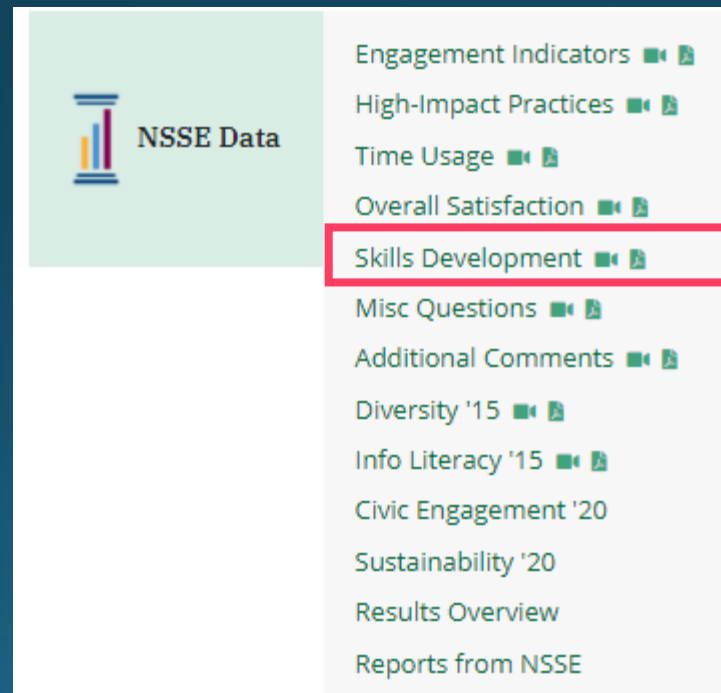 NSSE Data
Engagement Indicators
High-Impact Practices
Time Usage
Overall Satisfaction
Skills Development
Misc Questions
Additional Comments
Diversity '15
Info Literacy '15
Civic Engagement '20
Sustainability '20
Results Overview
Reports from NSSE